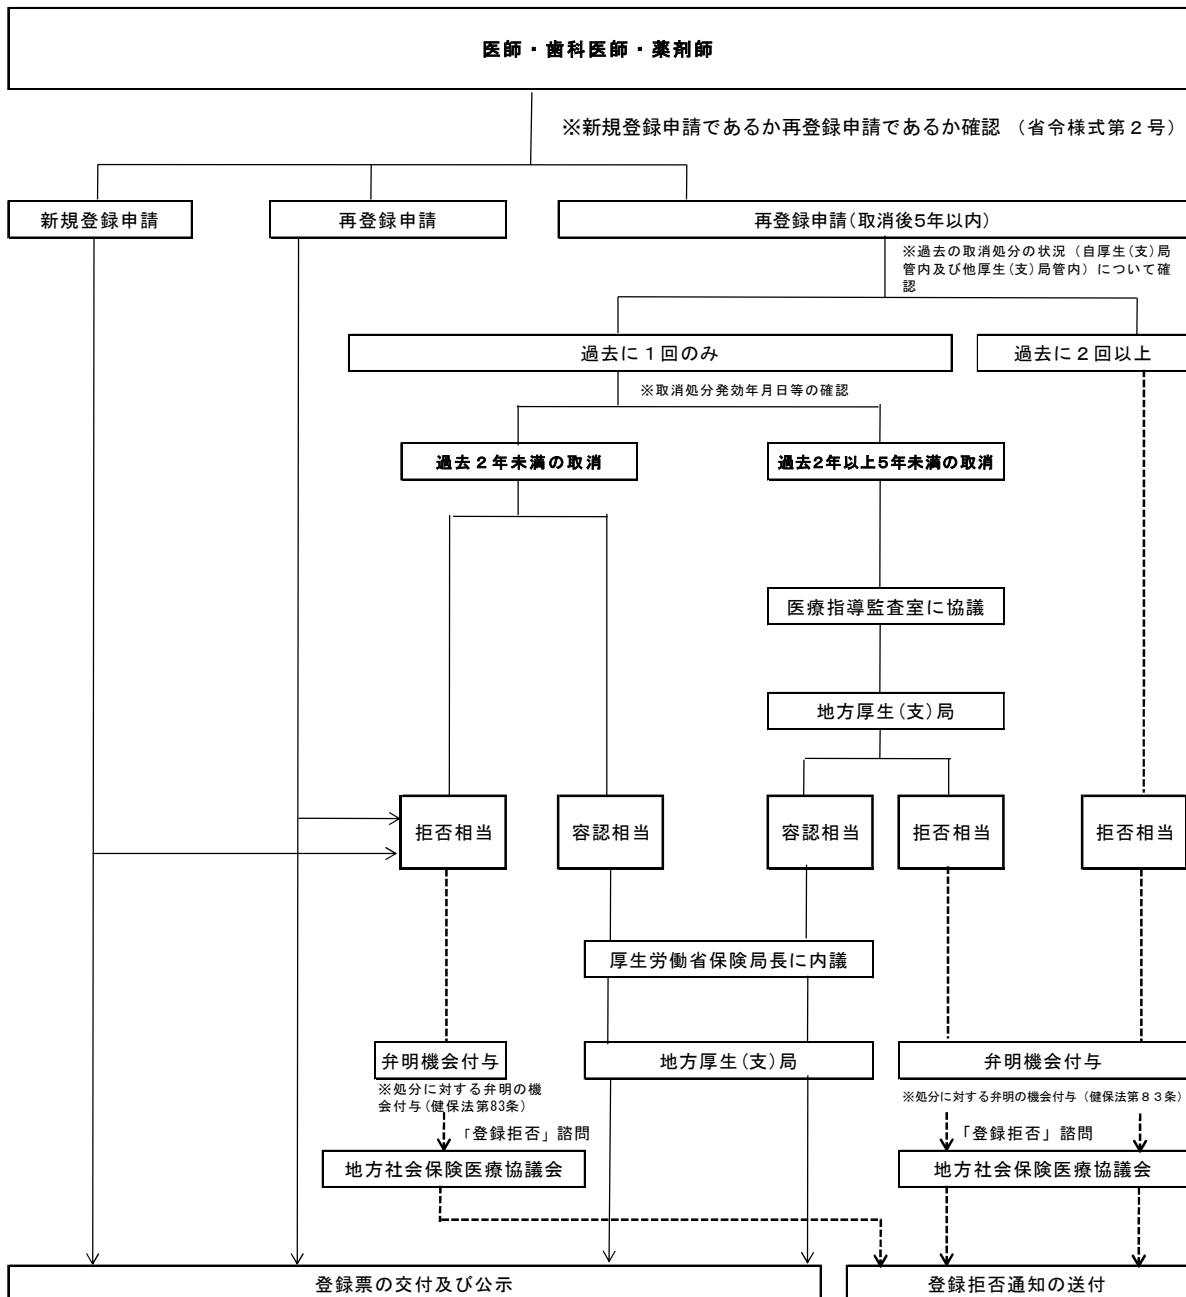 医師・歯科医師・薬剤師
※新規登録申請であるか再登録申請であるか確認 （省令様式第２号）
新規登録申請
再登録申請
再登録申請(取消後5年以内)
※過去の取消処分の状況（自厚生(支)局
管内及び他厚生(支)局管内）について確
認
過去に１回のみ
過去に２回以上
※取消処分発効年月日等の確認
過去２年未満の取消
過去2年以上5年未満の取消
医療指導監査室に協議
地方厚生(支)局
拒否相当
容認相当
容認相当
拒否相当
拒否相当
厚生労働省保険局長に内議
弁明機会付与
地方厚生(支)局
弁明機会付与
※処分に対する弁明の機
会付与(健保法第83条)
※処分に対する弁明の機会付与（健保法第８３条）
「登録拒否」諮問
「登録拒否」諮問
地方社会保険医療協議会
地方社会保険医療協議会
登録票の交付及び公示
登録拒否通知の送付